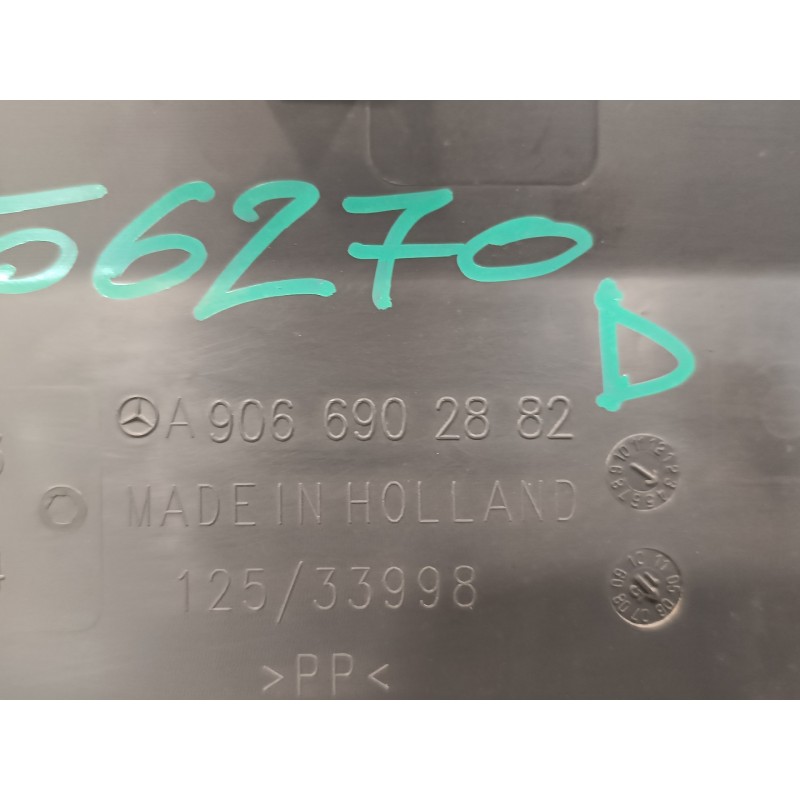 56270
D
A 906 690 28 82
MADE IN HOLLAND
125/33998
>PP<